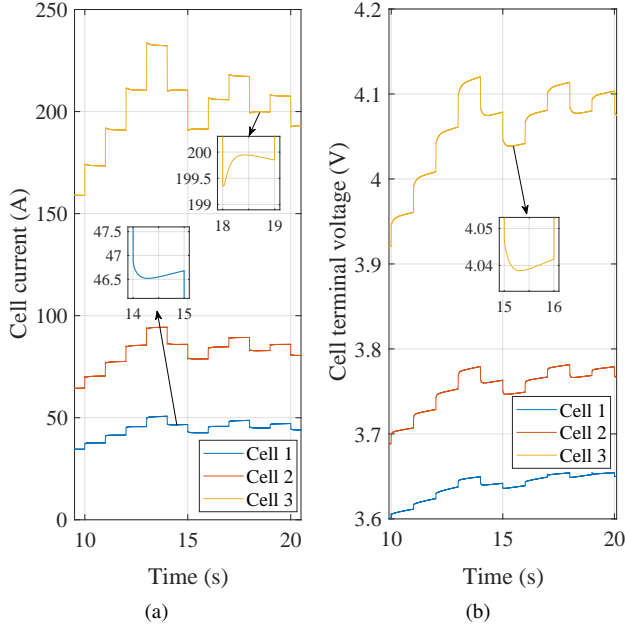 250
200
150
100
50
0
Cell current (A)
200
199.5
199
18
19
47.5
47
46.5
14
15
Cell 1
Cell 2
Cell 3
10
15
20
Time (s)
(a)
4.2
4.1
4
3.9
3.8
3.7
3.6
Cell terminal voltage (V)
4.05
4.04
15
16
Cell 1
Cell 2
Cell 3
10
15
20
Time (s)
(b)